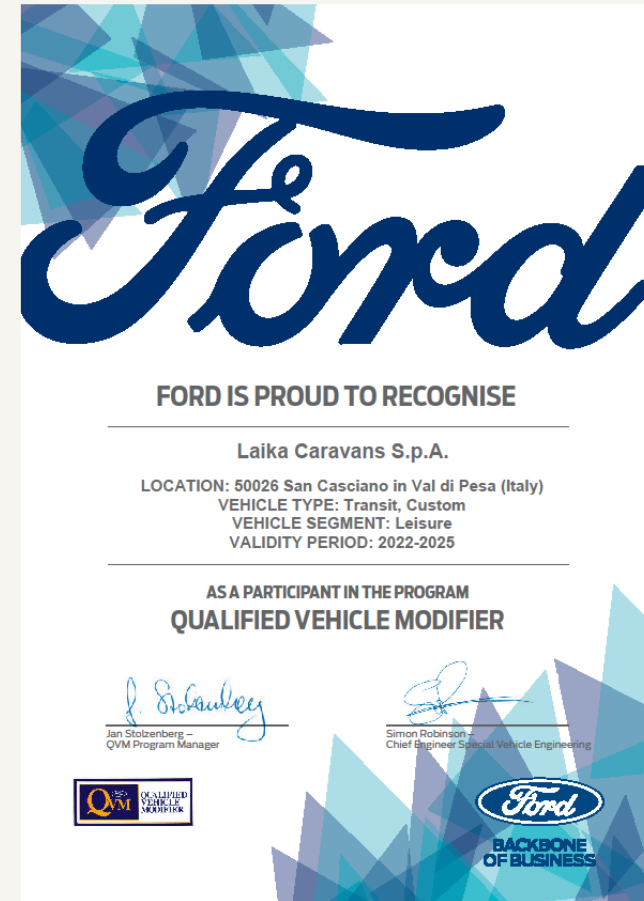 Ford
FORD IS PROUD TO RECOGNISE
Laika Caravans S.p.A.
LOCATION: 50026 San Casciano in Val di Pesa (Italy)
VEHICLE TYPE: Transit, Custom
VEHICLE SEGMENT: Leisure
VALIDITY PERIOD: 2022-2025
AS A PARTICIPANT IN THE PROGRAM
QUALIFIED VEHICLE MODIFIER
J. Stolzenberg
Jan Stolzenberg –
QVM Program Manager
Simon Robinson –
Chief Engineer Special Vehicle Engineering
QVM
QUALIFIED
VEHICLE
MODIFIER
Ford
BACKBONE
OF BUSINESS